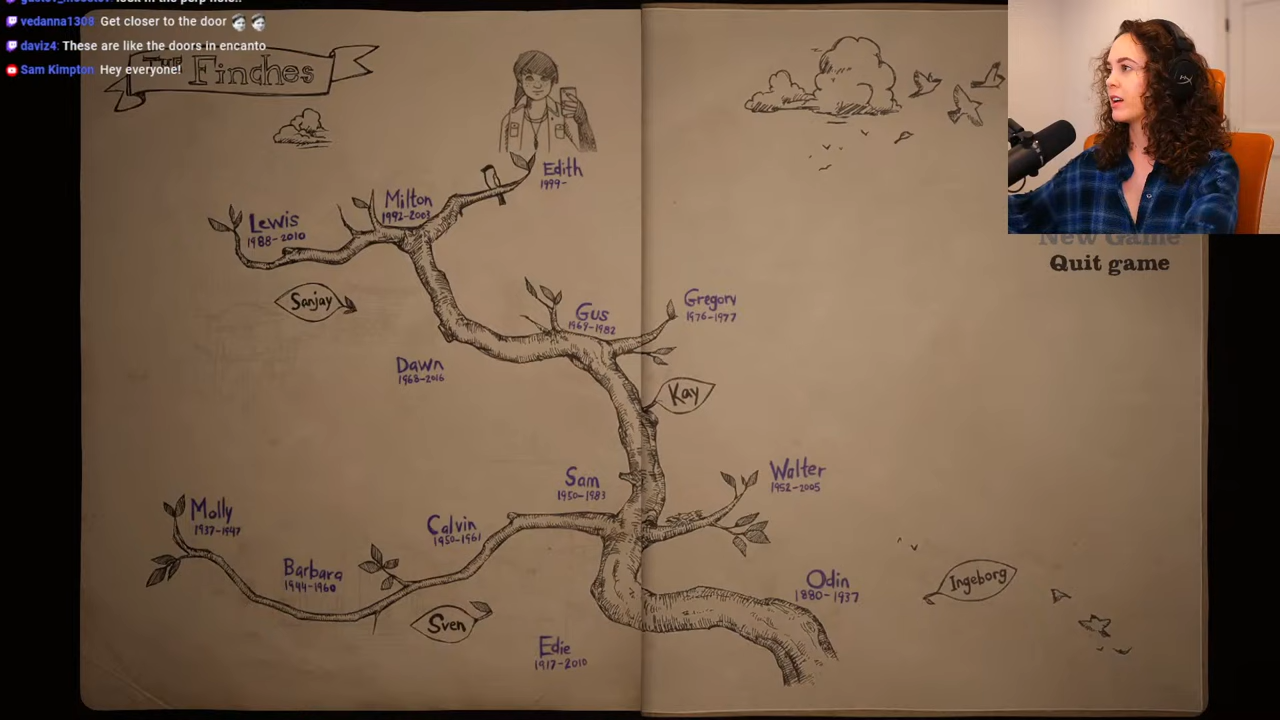 vedanna1308 Get closer to the door
daviz4: These are like the doors in encanto
Sam Kimpton Hey everyone!
The Finches
Edith
1999-
Milton
1992-2003
Lewis
1988-2010
Sanjay
Gus
1969-1982
Gregory
1976-1977
Dawn
1968-2016
Kay
Sam
1950-1983
Walter
1952-2005
Molly
1937-1947
Calvin
1950-1961
Barbara
1944-1960
Sven
Odin
1880-1937
Ingeborg
Edie
1917-2010
New Game
Quit game